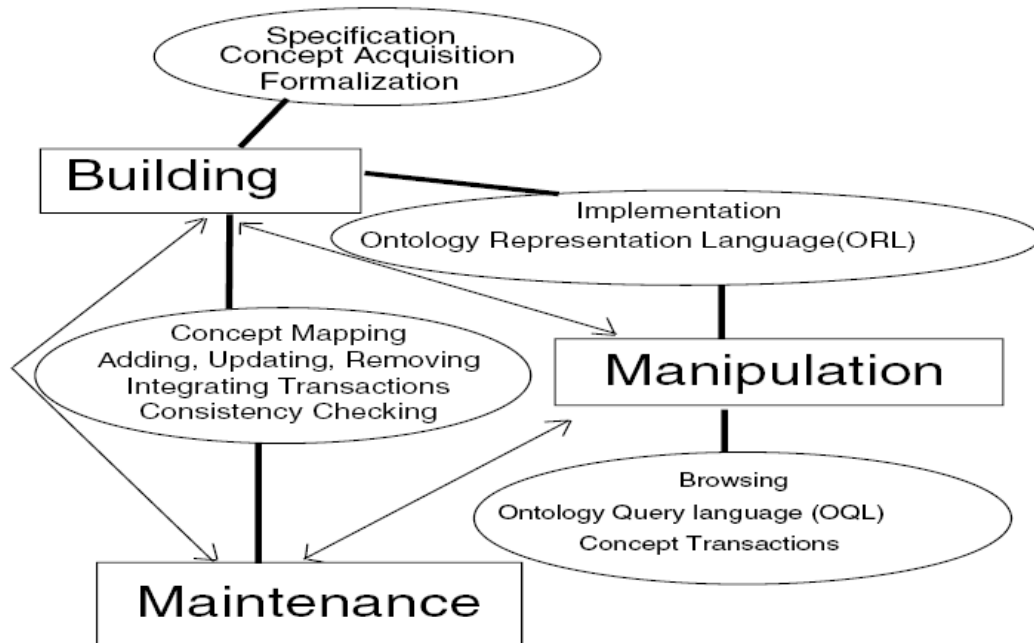 Specification
Concept Acquisition
Formalization
Building
Implementation
Ontology Representation Language(ORL)
Concept Mapping
Adding, Updating, Removing
Integrating Transactions
Consistency Checking
Manipulation
Browsing
Ontology Query language (OQL)
Concept Transactions
Maintenance